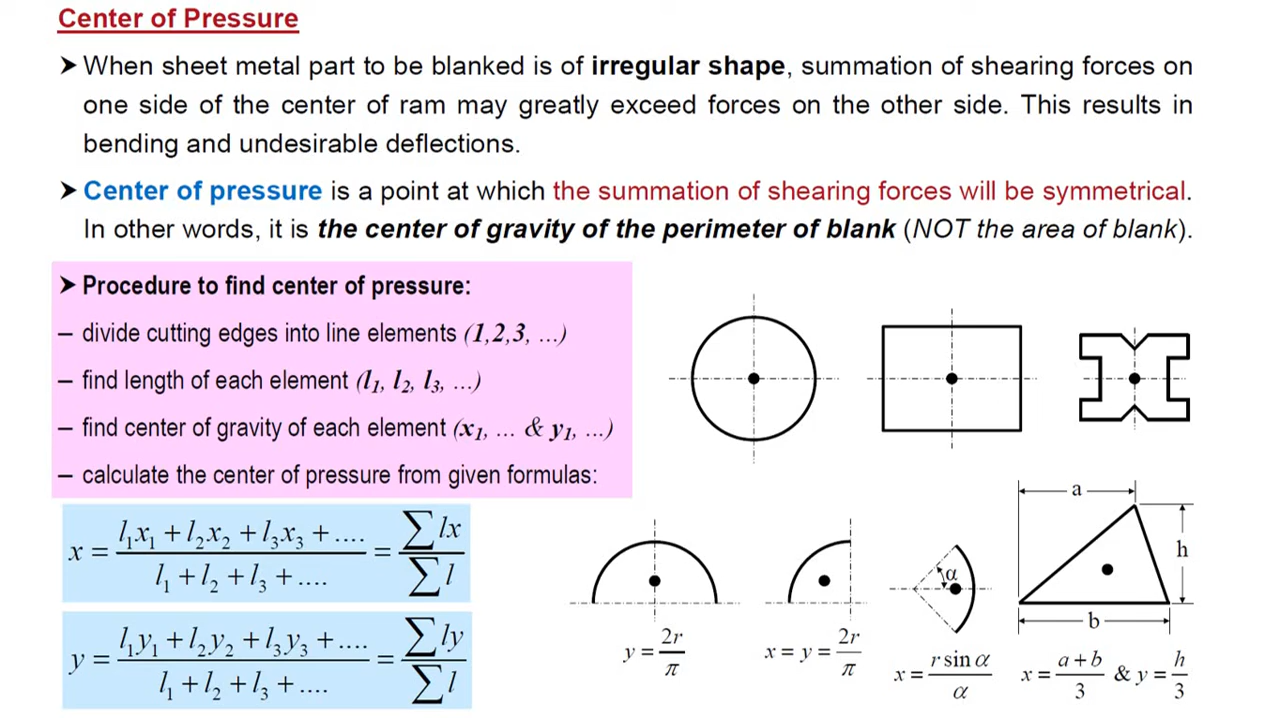 Center of Pressure
➤ When sheet metal part to be blanked is of irregular shape, summation of shearing forces on
one side of the center of ram may greatly exceed forces on the other side. This results in
bending and undesirable deflections.
➤ Center of pressure is a point at which the summation of shearing forces will be symmetrical.
In other words, it is the center of gravity of the perimeter of blank (NOT the area of blank).
➤ Procedure to find center of pressure:
– divide cutting edges into line elements (1,2,3, ...)
– find length of each element (l₁, l₂, l₃, ...)
– find center of gravity of each element (x₁, ... & y₁, ...)
– calculate the center of pressure from given formulas:
x = (l₁x₁ + l₂x₂ + l₃x₃ + ....) / (l₁ + l₂ + l₃ + ....) = ∑lx / ∑l
y = (l₁y₁ + l₂y₂ + l₃y₃ + ....) / (l₁ + l₂ + l₃ + ....) = ∑ly / ∑l
a
h
α
b
y = 2r / π
x = y = 2r / π
x = r sin α / α
x = (a + b) / 3 & y = h / 3